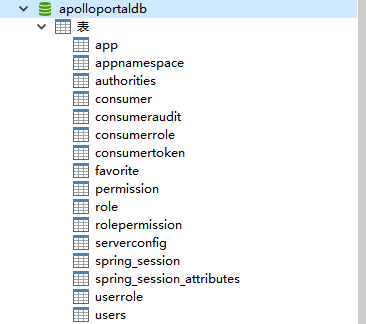 apolloportaldb
表
app
appnamespace
authorities
consumer
consumeraudit
consumerrole
consumertoken
favorite
permission
role
rolepermission
serverconfig
spring_session
spring_session_attributes
userrole
users